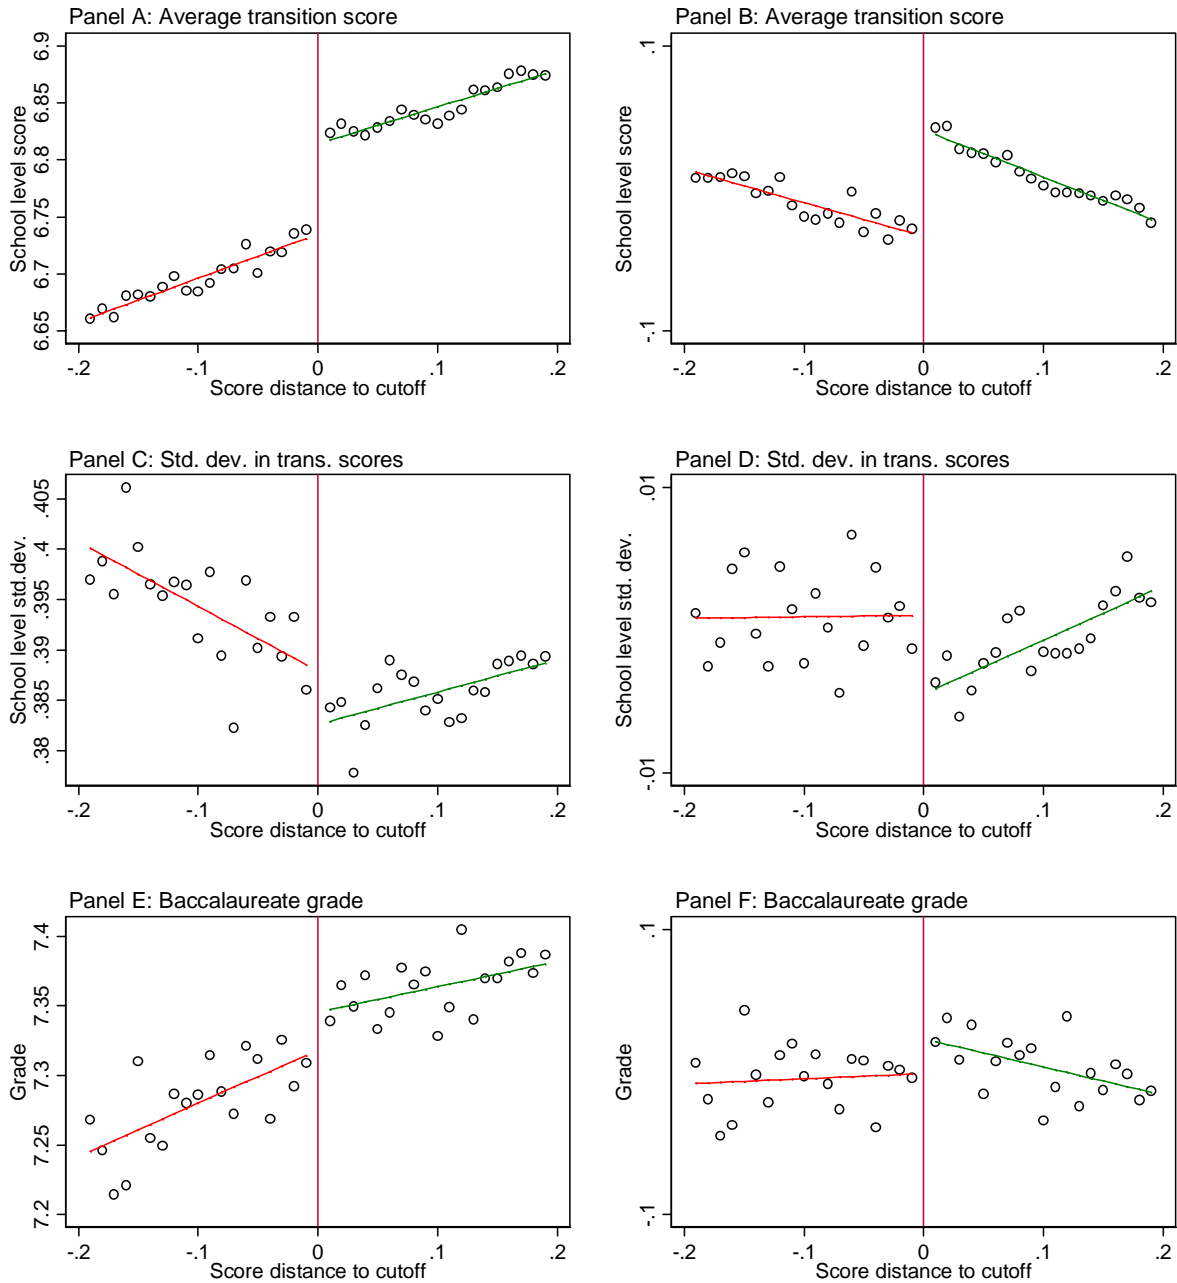 Panel A: Average transition score
School level score
6.9
6.85
6.8
6.75
6.7
6.65
-.2 -.1 0 .1 .2
Score distance to cutoff
Panel B: Average transition score
School level score
.1
-.1
-.2 -.1 0 .1 .2
Score distance to cutoff
Panel C: Std. dev. in trans. scores
School level std.dev.
.405
.4
.395
.39
.385
.38
-.2 -.1 0 .1 .2
Score distance to cutoff
Panel D: Std. dev. in trans. scores
School level std. dev.
.01
-.01
-.2 -.1 0 .1 .2
Score distance to cutoff
Panel E: Baccalaureate grade
Grade
7.4
7.35
7.3
7.25
7.2
-.2 -.1 0 .1 .2
Score distance to cutoff
Panel F: Baccalaureate grade
Grade
.1
-.1
-.2 -.1 0 .1 .2
Score distance to cutoff